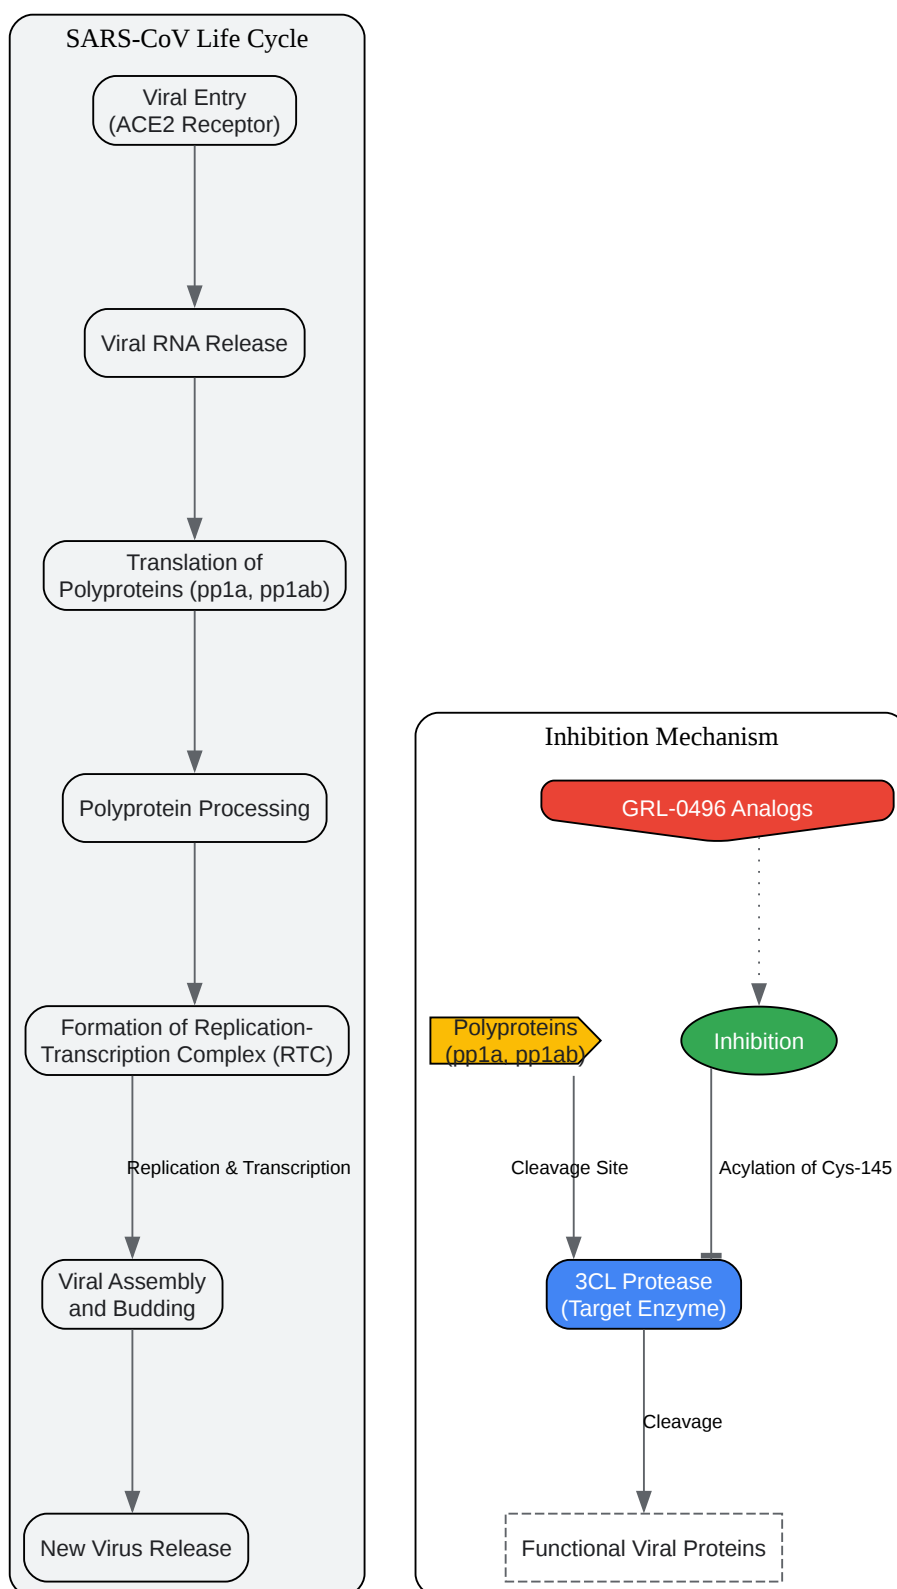 SARS-CoV Life Cycle
Viral Entry
(ACE2 Receptor)
Viral RNA Release
Translation of
Polyproteins (pp1a, pp1ab)
Polyprotein Processing
Formation of Replication-
Transcription Complex (RTC)
Replication & Transcription
Viral Assembly
and Budding
New Virus Release
Inhibition Mechanism
GRL-0496 Analogs
Polyproteins
(pp1a, pp1ab)
Inhibition
Cleavage Site
Acylation of Cys-145
3CL Protease
(Target Enzyme)
Cleavage
Functional Viral Proteins